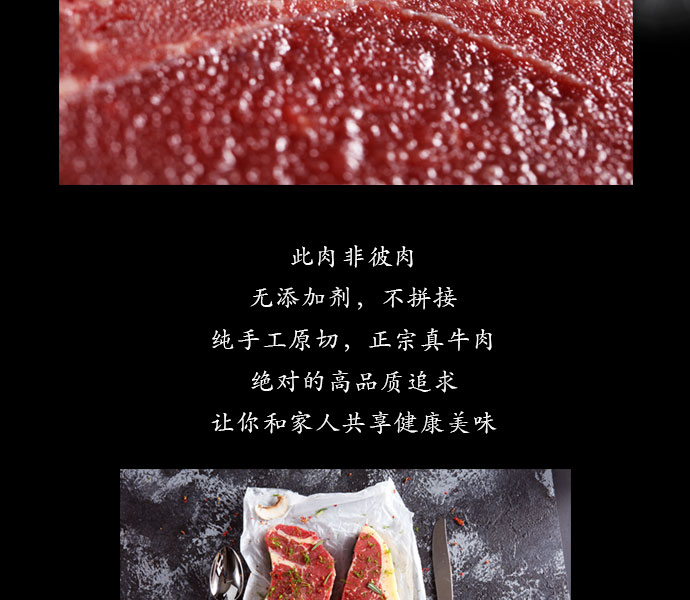 此肉非彼肉
无添加剂，不拼接
纯手工原切，正宗真牛肉
绝对的高品质追求
让你和家人共享健康美味